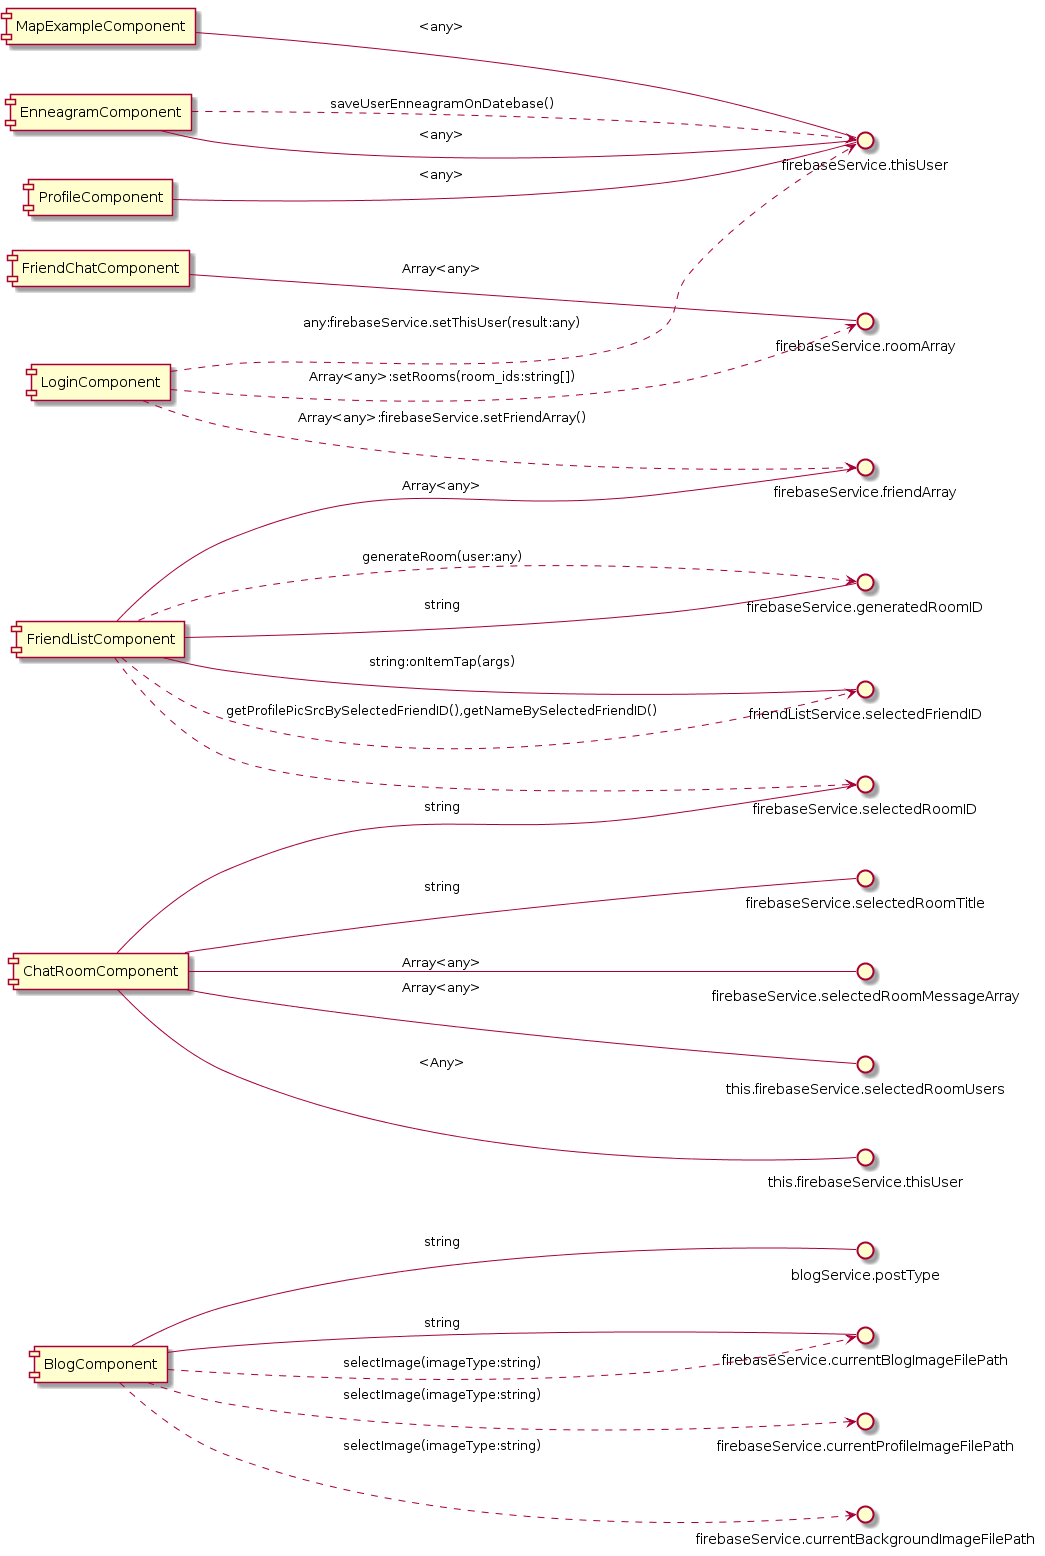 MapExampleComponent
<any>
EnneagramComponent
saveUserEnneagramOnDatebase()
<any>
firebaseService.thisUser
ProfileComponent
<any>
FriendChatComponent
Array<any>
any:firebaseService.setThisUser(result:any)
firebaseService.roomArray
LoginComponent
Array<any>:setRooms(room_ids:string[])
Array<any>:firebaseService.setFriendArray()
Array<any>
firebaseService.friendArray
generateRoom(user:any)
string
firebaseService.generatedRoomID
FriendListComponent
string:onItemTap(args)
getProfilePicSrcBySelectedFriendID(),getNameBySelectedFriendID()
friendListService.selectedFriendID
string
firebaseService.selectedRoomID
string
firebaseService.selectedRoomTitle
ChatRoomComponent
Array<any>
Array<any>
firebaseService.selectedRoomMessageArray
<Any>
this.firebaseService.selectedRoomUsers
this.firebaseService.thisUser
string
blogService.postType
string
BlogComponent
selectImage(imageType:string)
firebaseService.currentBlogImageFilePath
selectImage(imageType:string)
selectImage(imageType:string)
firebaseService.currentProfileImageFilePath
firebaseService.currentBackgroundImageFilePath